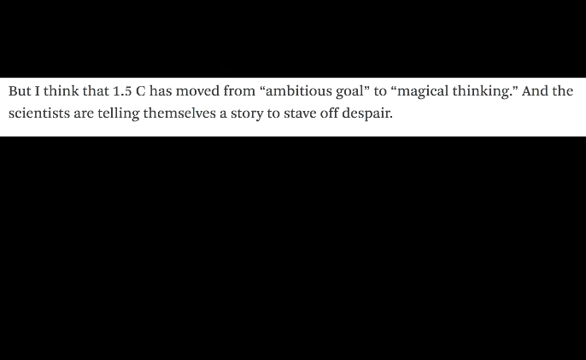 But I think that 1.5 C has moved from “ambitious goal” to “magical thinking.” And the
scientists are telling themselves a story to stave off despair.